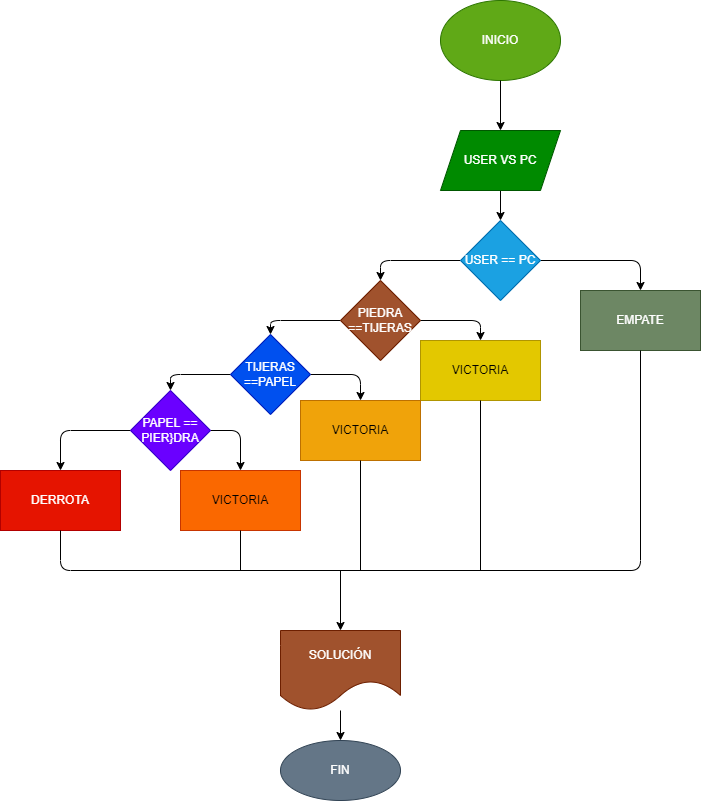 INICIO
USER VS PC
USER == PC
PIEDRA
==TIJERAS
EMPATE
TIJERAS
==PAPEL
VICTORIA
PAPEL ==
PIER}DRA
VICTORIA
DERROTA
VICTORIA
SOLUCIÓN
FIN